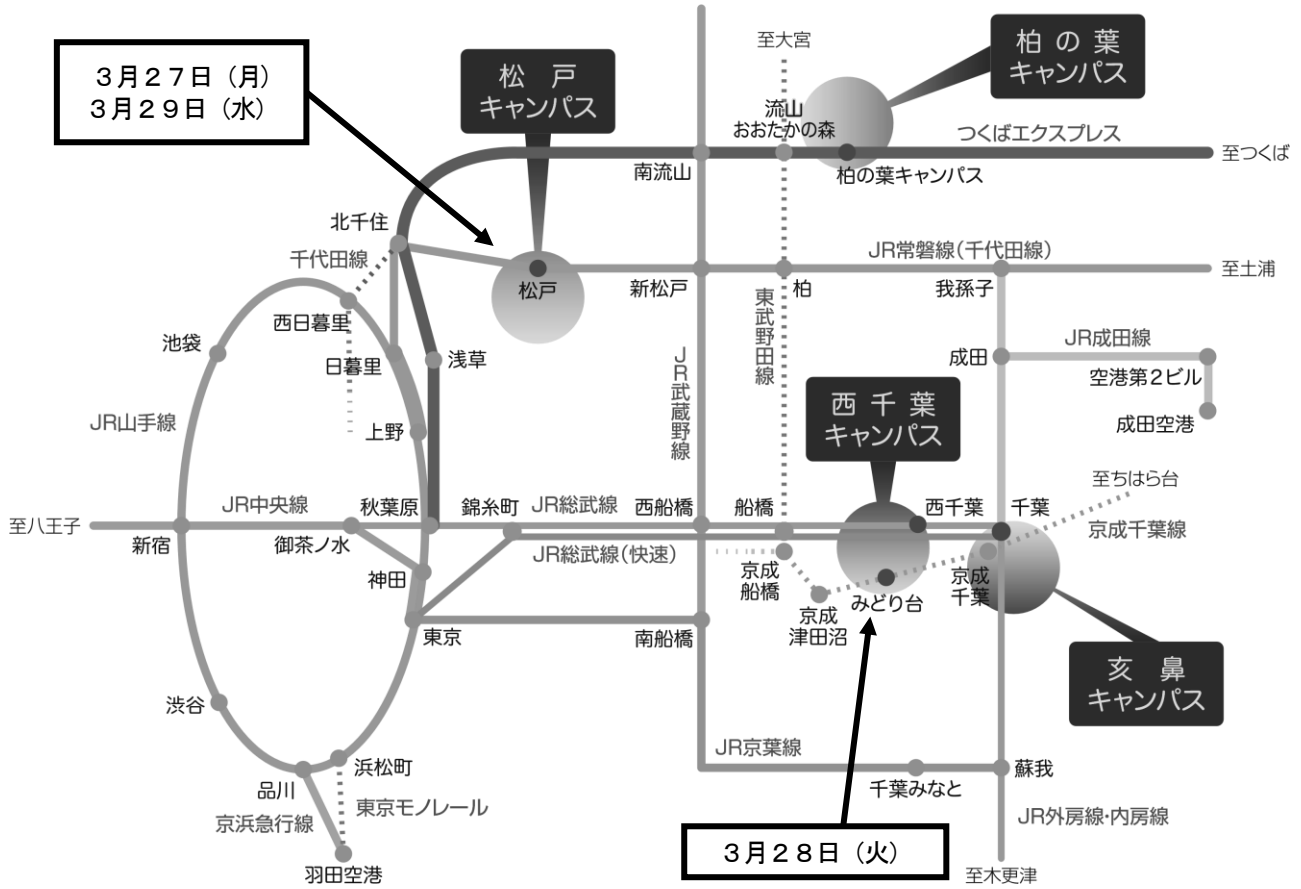 ３月２７日（月）
３月２９日（水）
松戸
キャンパス
至大宮
柏の葉
キャンパス
流山
おおたかの森
つくばエクスプレス
至つくば
南流山
柏の葉キャンパス
北千住
千代田線
JR常磐線（千代田線）
至土浦
松戸
新松戸
柏
我孫子
西日暮里
池袋
日暮里
浅草
東武野田線
成田
JR成田線
空港第2ビル
成田空港
JR武蔵野線
西千葉
キャンパス
JR山手線
上野
至ちはら台
JR中央線
秋葉原
錦糸町
JR総武線
西船橋
船橋
西千葉
千葉
至八王子
新宿
御茶ノ水
JR総武線（快速）
京成千葉線
神田
京成
船橋
京成
千葉
みどり台
東京
南船橋
京成
津田沼
亥鼻
キャンパス
渋谷
浜松町
JR京葉線
蘇我
品川
千葉みなと
東京モノレール
京浜急行線
JR外房線・内房線
３月２８日（火）
羽田空港
至木更津